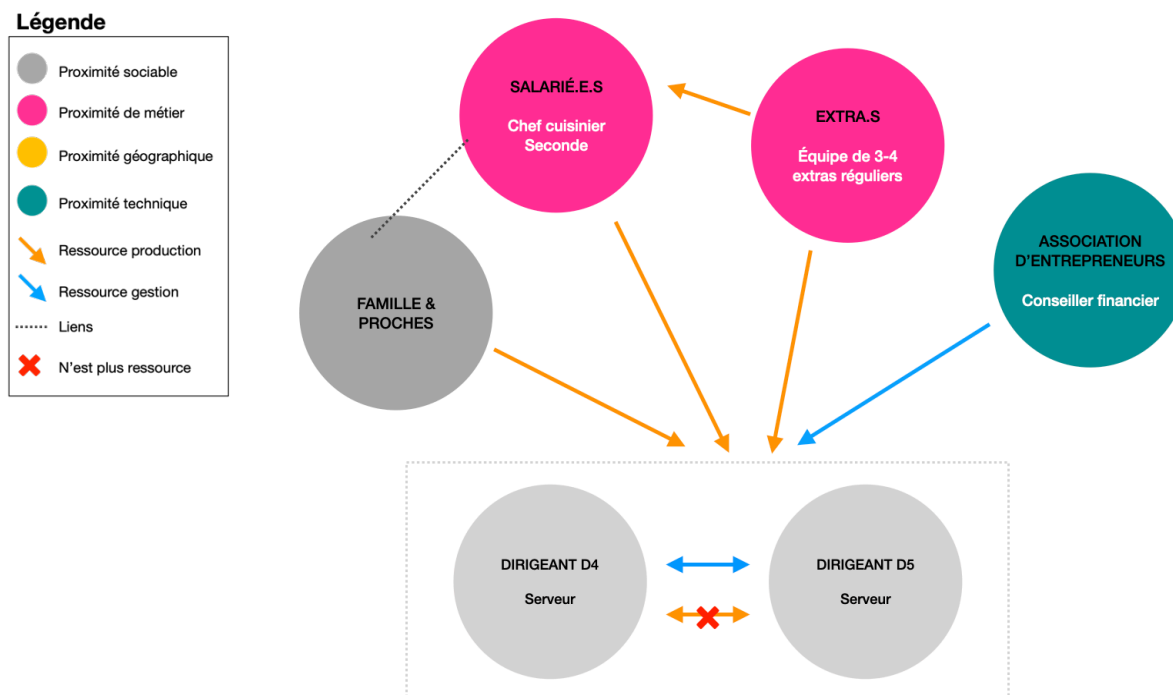 Légende
Proximité sociable
Proximité de métier
Proximité géographique
Proximité technique
Ressource production
Ressource gestion
Liens
N'est plus ressource
SALARIÉ.E.S
Chef cuisinier
Seconde
EXTRA.S
Équipe de 3-4
extras réguliers
ASSOCIATION
D'ENTREPRENEURS
Conseiller financier
FAMILLE &
PROCHES
DIRIGEANT D4
Serveur
DIRIGEANT D5
Serveur